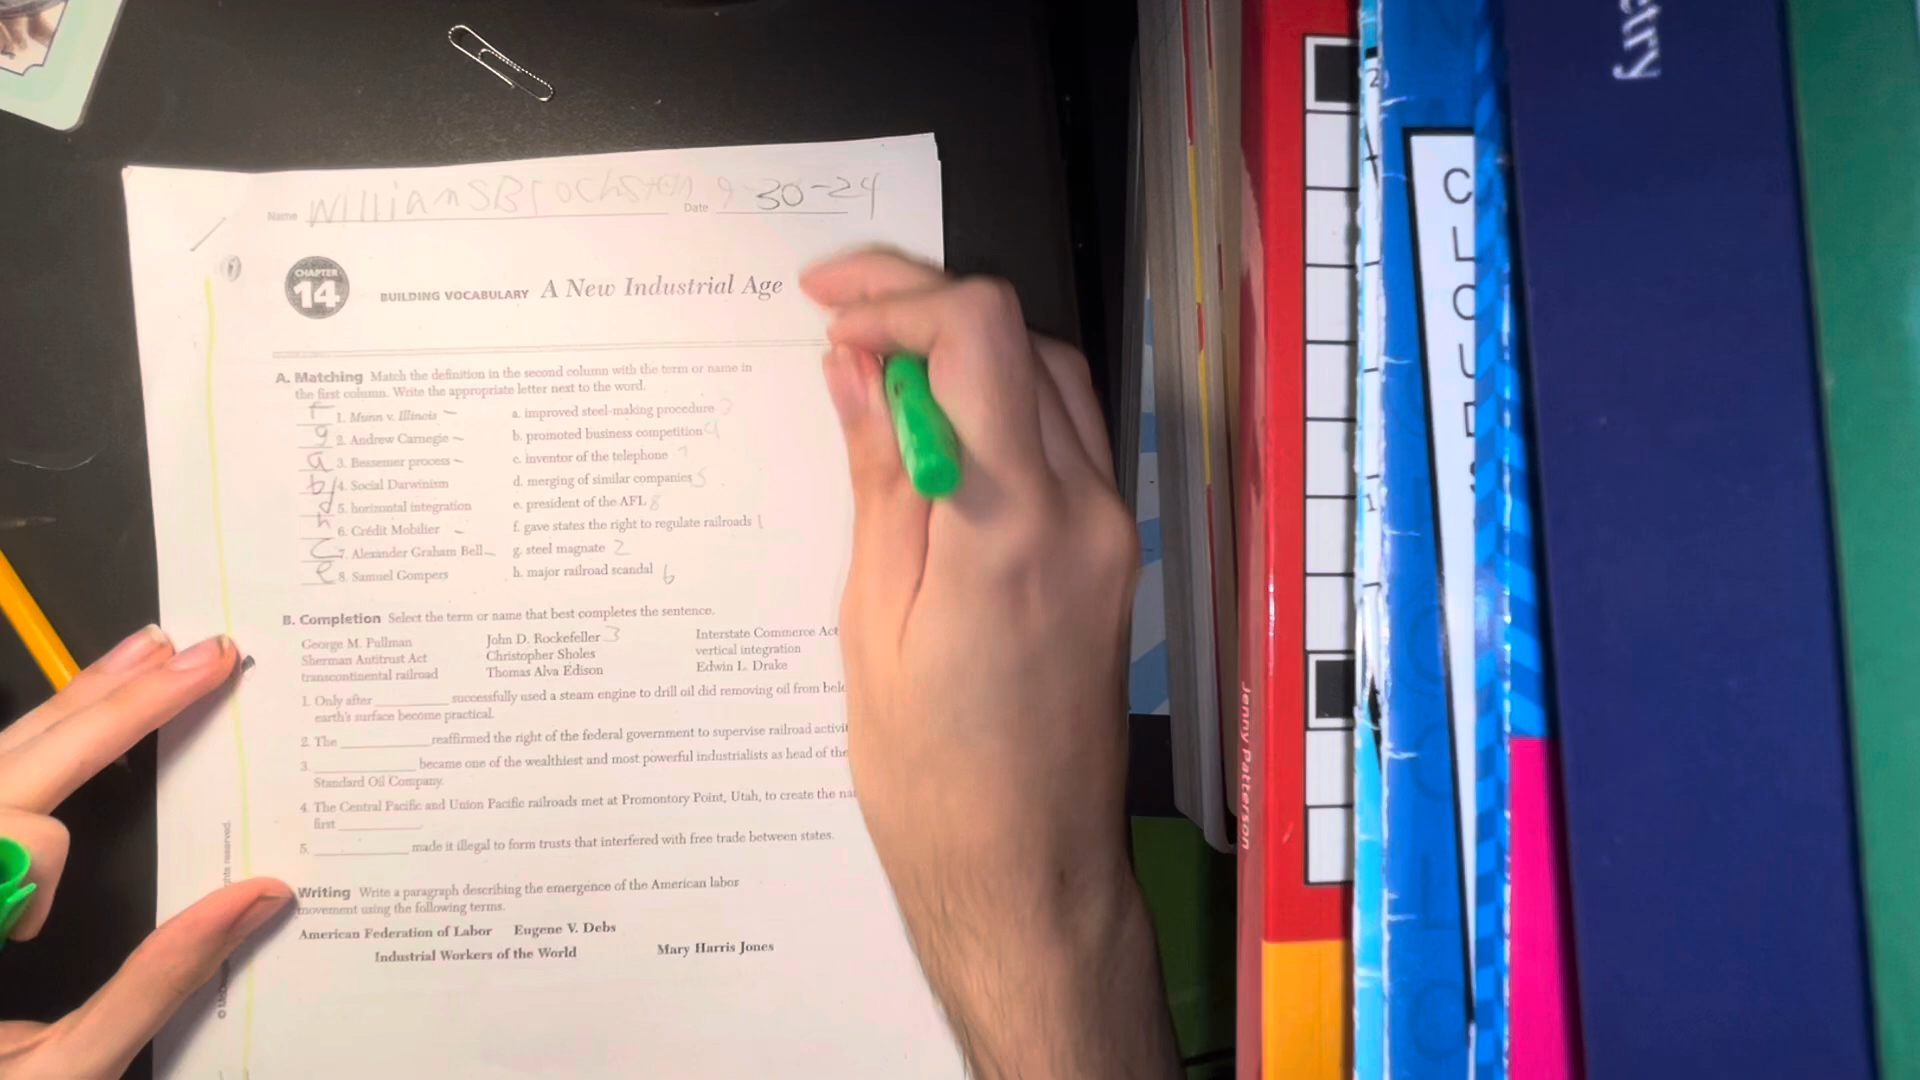 Name Williams Brochstein Date 9-30-24
CHAPTER
14
BUILDING VOCABULARY A New Industrial Age
A. Matching Match the definition in the second column with the term or name in
the first column. Write the appropriate letter next to the word.
f 1. Munn v. Illinois a. improved steel-making procedure 3
g 2. Andrew Carnegie b. promoted business competition 4
a 3. Bessemer process c. inventor of the telephone 7
b 4. Social Darwinism d. merging of similar companies 5
d 5. horizontal integration e. president of the AFL 8
h 6. Crédit Mobilier f. gave states the right to regulate railroads 1
c 7. Alexander Graham Bell g. steel magnate 2
e 8. Samuel Gompers h. major railroad scandal 6
B. Completion Select the term or name that best completes the sentence.
George M. Pullman John D. Rockefeller 3 Interstate Commerce Act
Sherman Antitrust Act Christopher Sholes vertical integration
transcontinental railroad Thomas Alva Edison Edwin L. Drake
1. Only after successfully used a steam engine to drill oil did removing oil from
earth's surface become practical.
2. The reaffirmed the right of the federal government to supervise railroad
3. became one of the wealthiest and most powerful industrialists as head of the
Standard Oil Company.
4. The Central Pacific and Union Pacific railroads met at Promontory Point, Utah, to create the
first
5. made it illegal to form trusts that interfered with free trade between states.
Writing Write a paragraph describing the emergence of the American labor
movement using the following terms.
American Federation of Labor Eugene V. Debs
Industrial Workers of the World Mary Harris Jones
reserved.
Jenny Patterson
etry